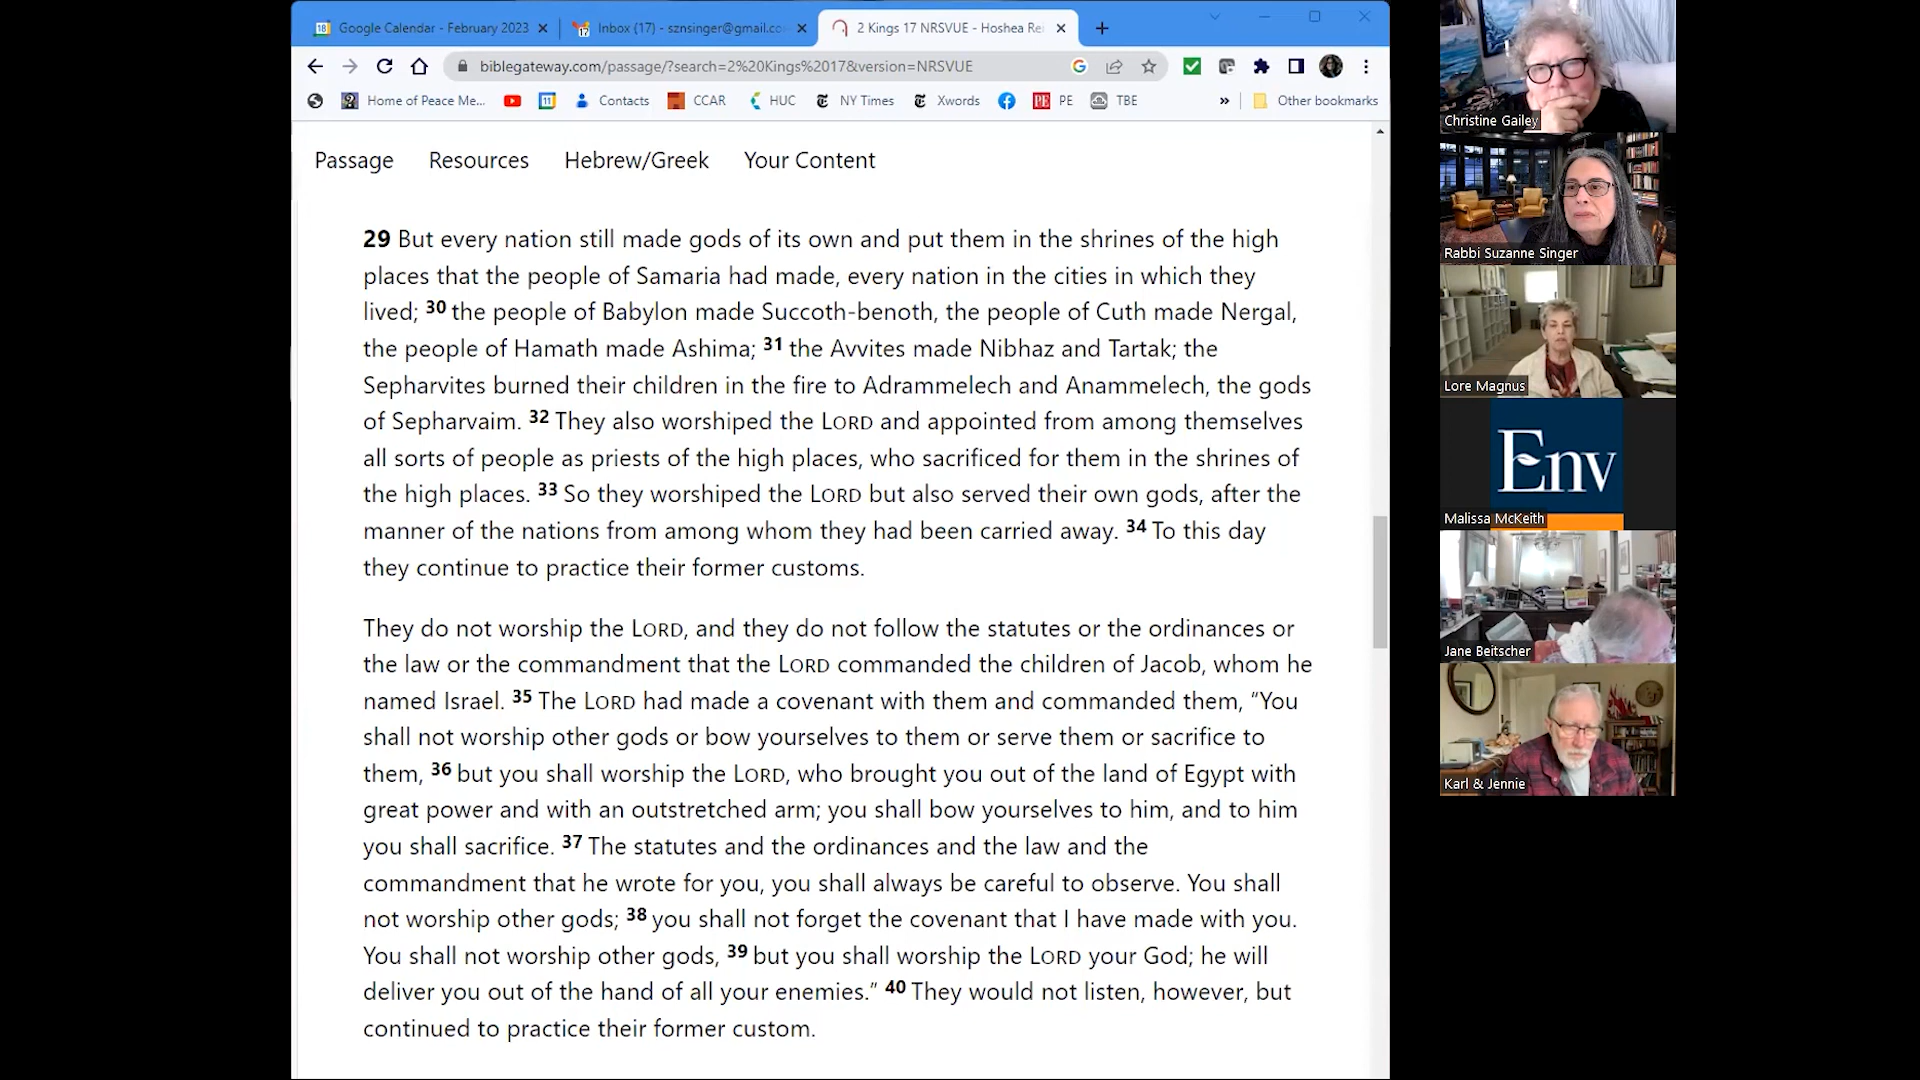 Google Calendar - February 2023
Inbox (17) - sznsinger@gmail.co
2 Kings 17 NRSVUE - Hoshea Rei
biblegateway.com/passage/?search=2%20Kings%2017&version=NRSVUE
Home of Peace Me...
Contacts
CCAR
HUC
NY Times
Xwords
PE
TBE
Other bookmarks
Passage
Resources
Hebrew/Greek
Your Content
29 But every nation still made gods of its own and put them in the shrines of the high
places that the people of Samaria had made, every nation in the cities in which they
lived; 30 the people of Babylon made Succoth-benoth, the people of Cuth made Nergal,
the people of Hamath made Ashima; 31 the Avvites made Nibhaz and Tartak; the
Sepharvites burned their children in the fire to Adrammelech and Anammelech, the gods
of Sepharvaim. 32 They also worshiped the LORD and appointed from among themselves
all sorts of people as priests of the high places, who sacrificed for them in the shrines of
the high places. 33 So they worshiped the LORD but also served their own gods, after the
manner of the nations from among whom they had been carried away. 34 To this day
they continue to practice their former customs.
They do not worship the LORD, and they do not follow the statutes or the ordinances or
the law or the commandment that the LORD commanded the children of Jacob, whom he
named Israel. 35 The LORD had made a covenant with them and commanded them, “You
shall not worship other gods or bow yourselves to them or serve them or sacrifice to
them, 36 but you shall worship the LORD, who brought you out of the land of Egypt with
great power and with an outstretched arm; you shall bow yourselves to him, and to him
you shall sacrifice. 37 The statutes and the ordinances and the law and the
commandment that he wrote for you, you shall always be careful to observe. You shall
not worship other gods; 38 you shall not forget the covenant that I have made with you.
You shall not worship other gods, 39 but you shall worship the LORD your God; he will
deliver you out of the hand of all your enemies.” 40 They would not listen, however, but
continued to practice their former custom.
Christine Gailey
Rabbi Suzanne Singer
Lore Magnus
Env
Malissa McKeith
Jane Beitscher
Karl & Jennie